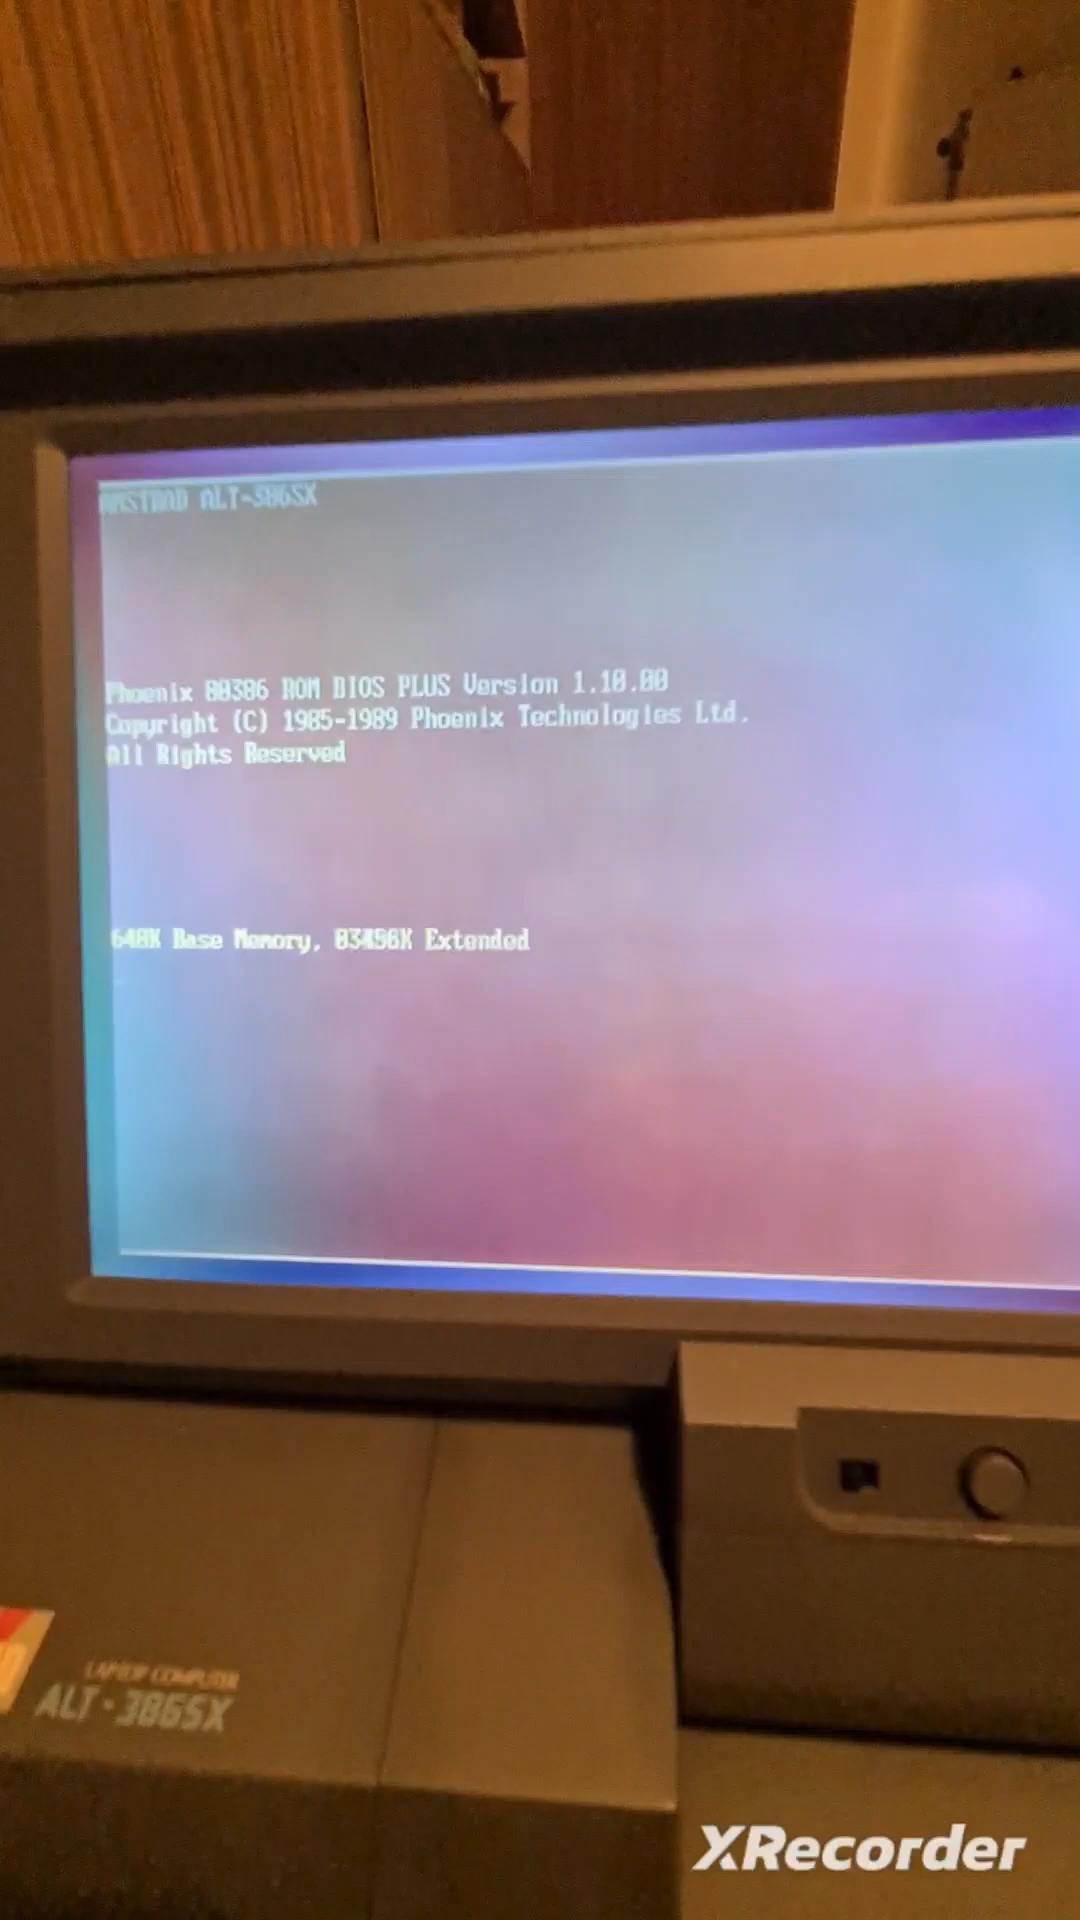 AMSTRAD ALT-386SX
Phoenix 80386 ROM BIOS PLUS Version 1.10.00
Copyright (C) 1985-1989 Phoenix Technologies Ltd.
All Rights Reserved
640K Base Memory, 03456K Extended
LAPTOP COMPUTER
ALT-386SX
XRecorder